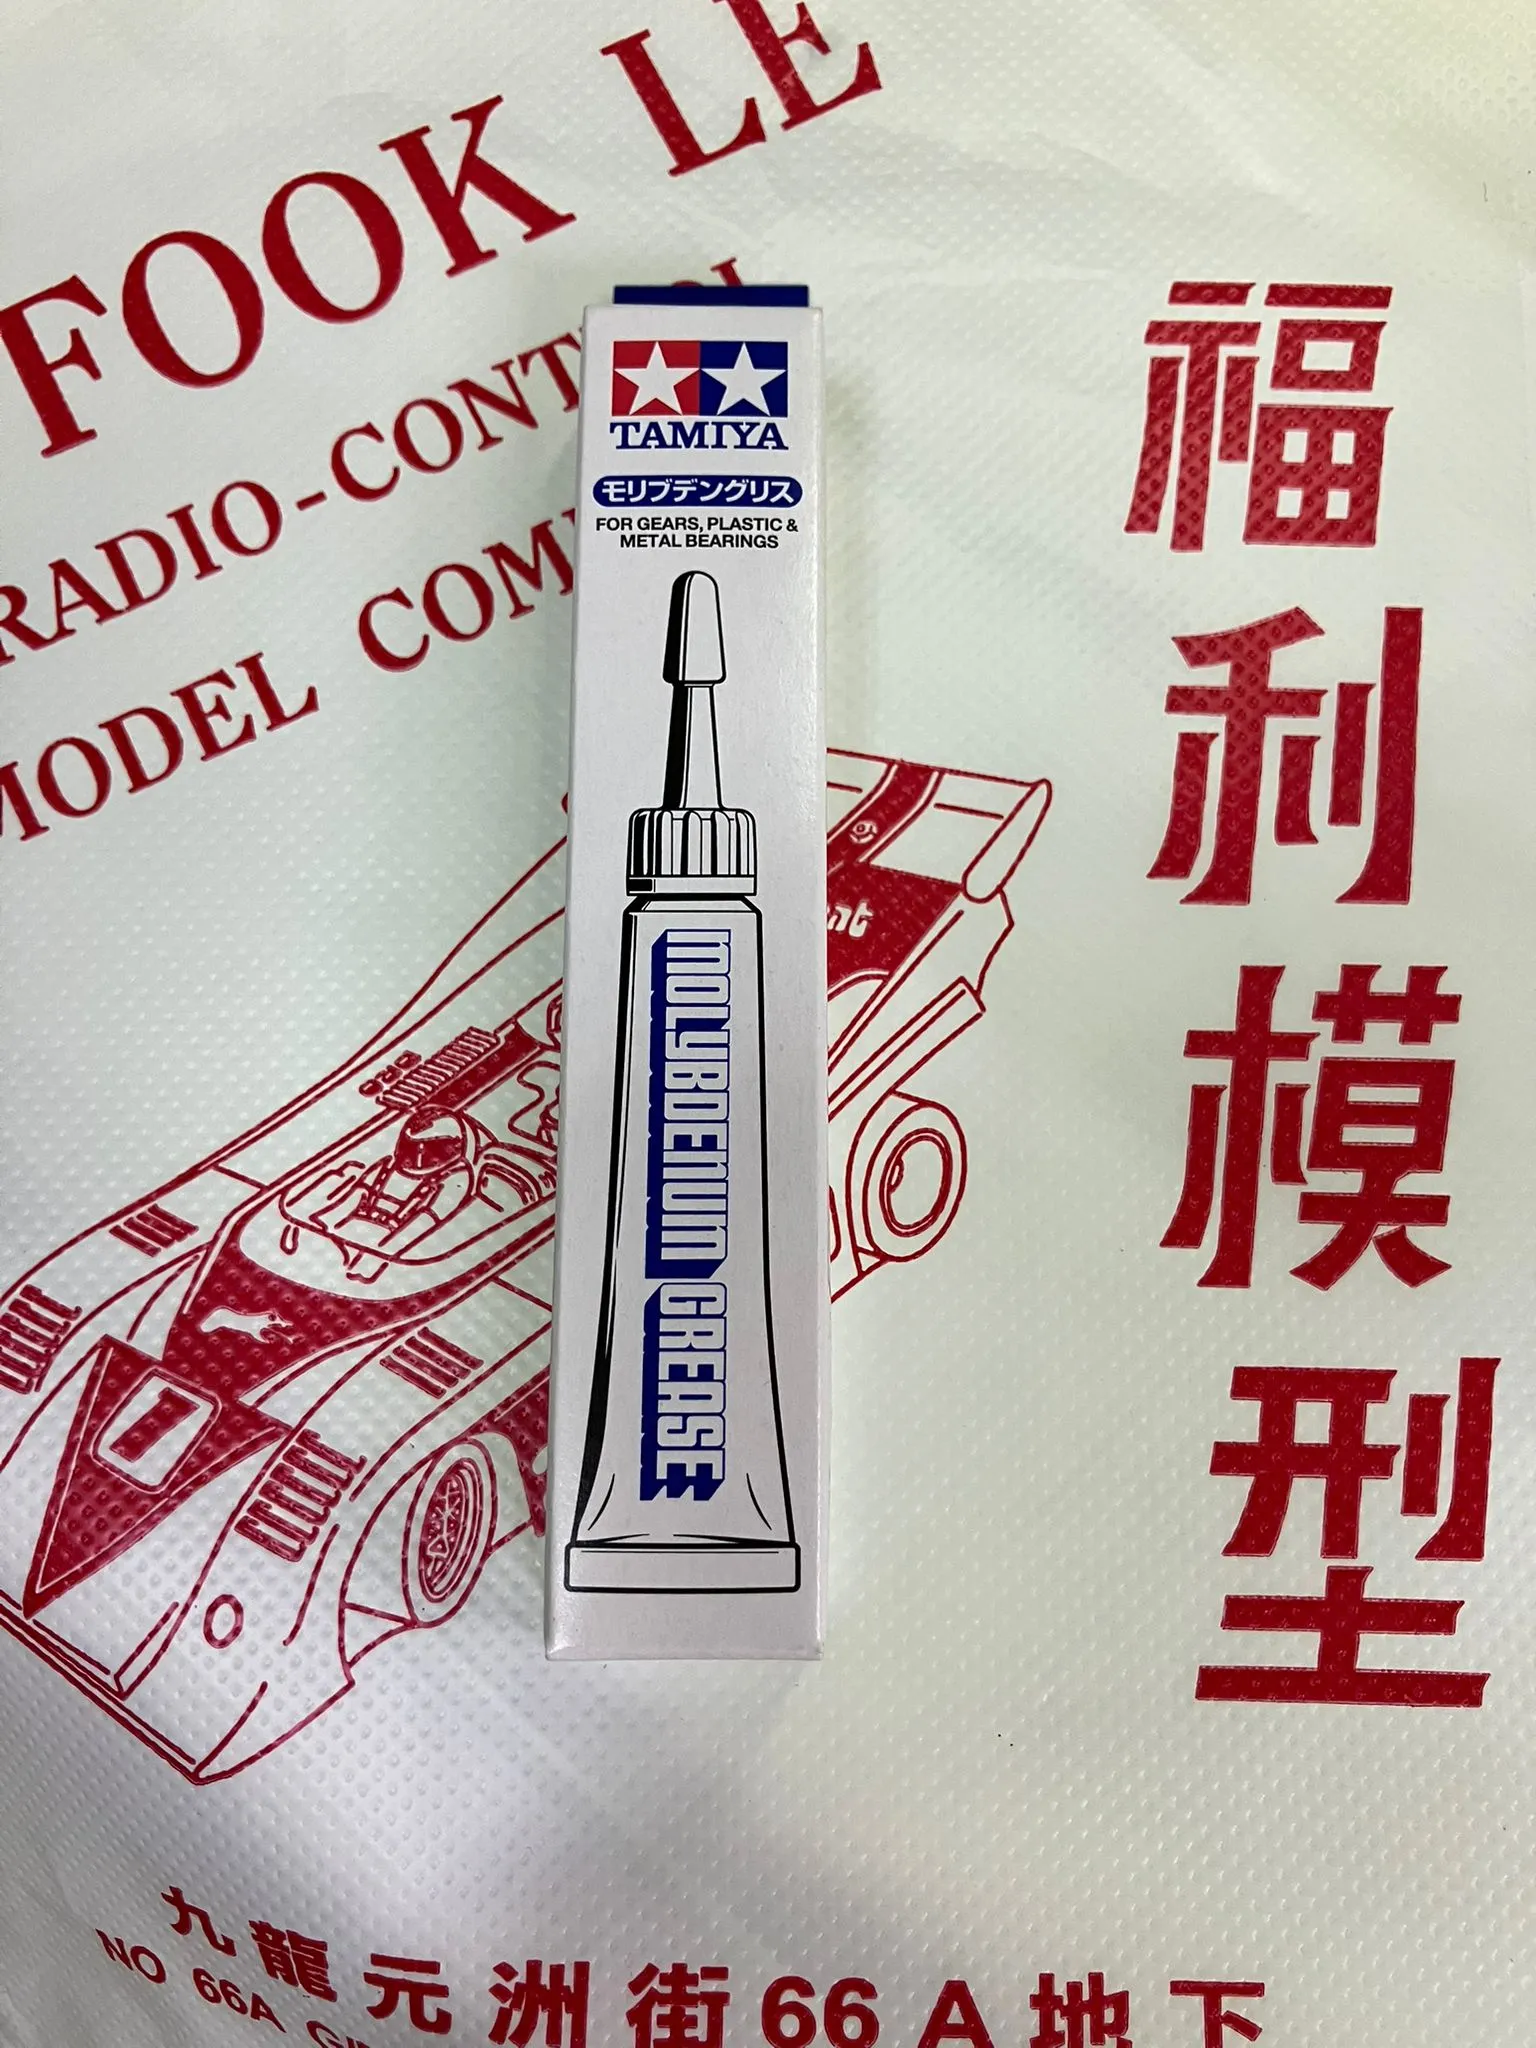 FOOK LE
RADIO-CONT
MODEL COM
福利模型
TAMIYA
モリブデングリス
FOR GEARS, PLASTIC &
METAL BEARINGS
MOLYBDENUM GREASE
1
九龍元洲街66A地下
NO 66A